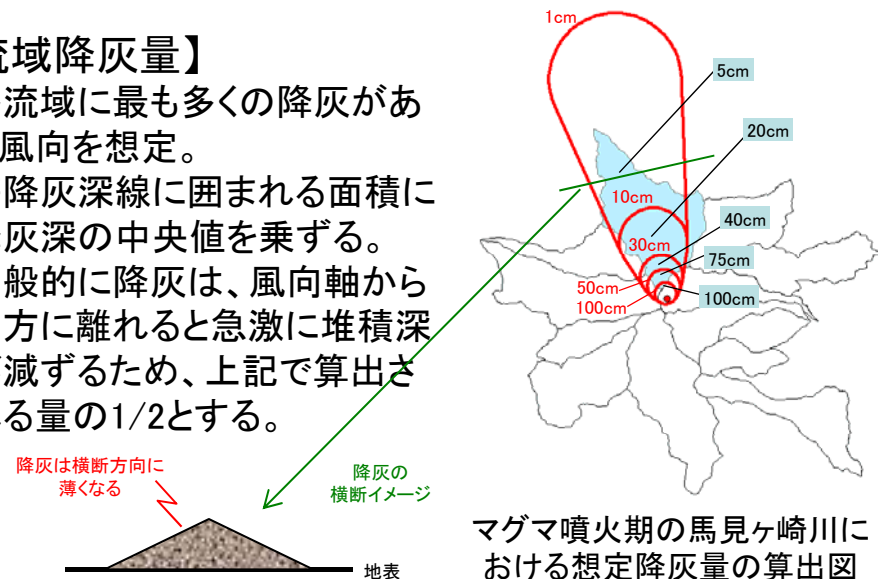 流域降灰量】
流域に最も多くの降灰があ
風向を想定。
降灰深線に囲まれる面積に
灰深の中央値を乗ずる。
般的に降灰は、風向軸から
方に離れると急激に堆積深
減ずるため、上記で算出さ
る量の1/2とする。
降灰は横断方向に
薄くなる
降灰の
横断イメージ
地表
1cm
5cm
20cm
10cm
40cm
30cm
75cm
50cm
100cm
100cm
マグマ噴火期の馬見ヶ崎川に
おける想定降灰量の算出図